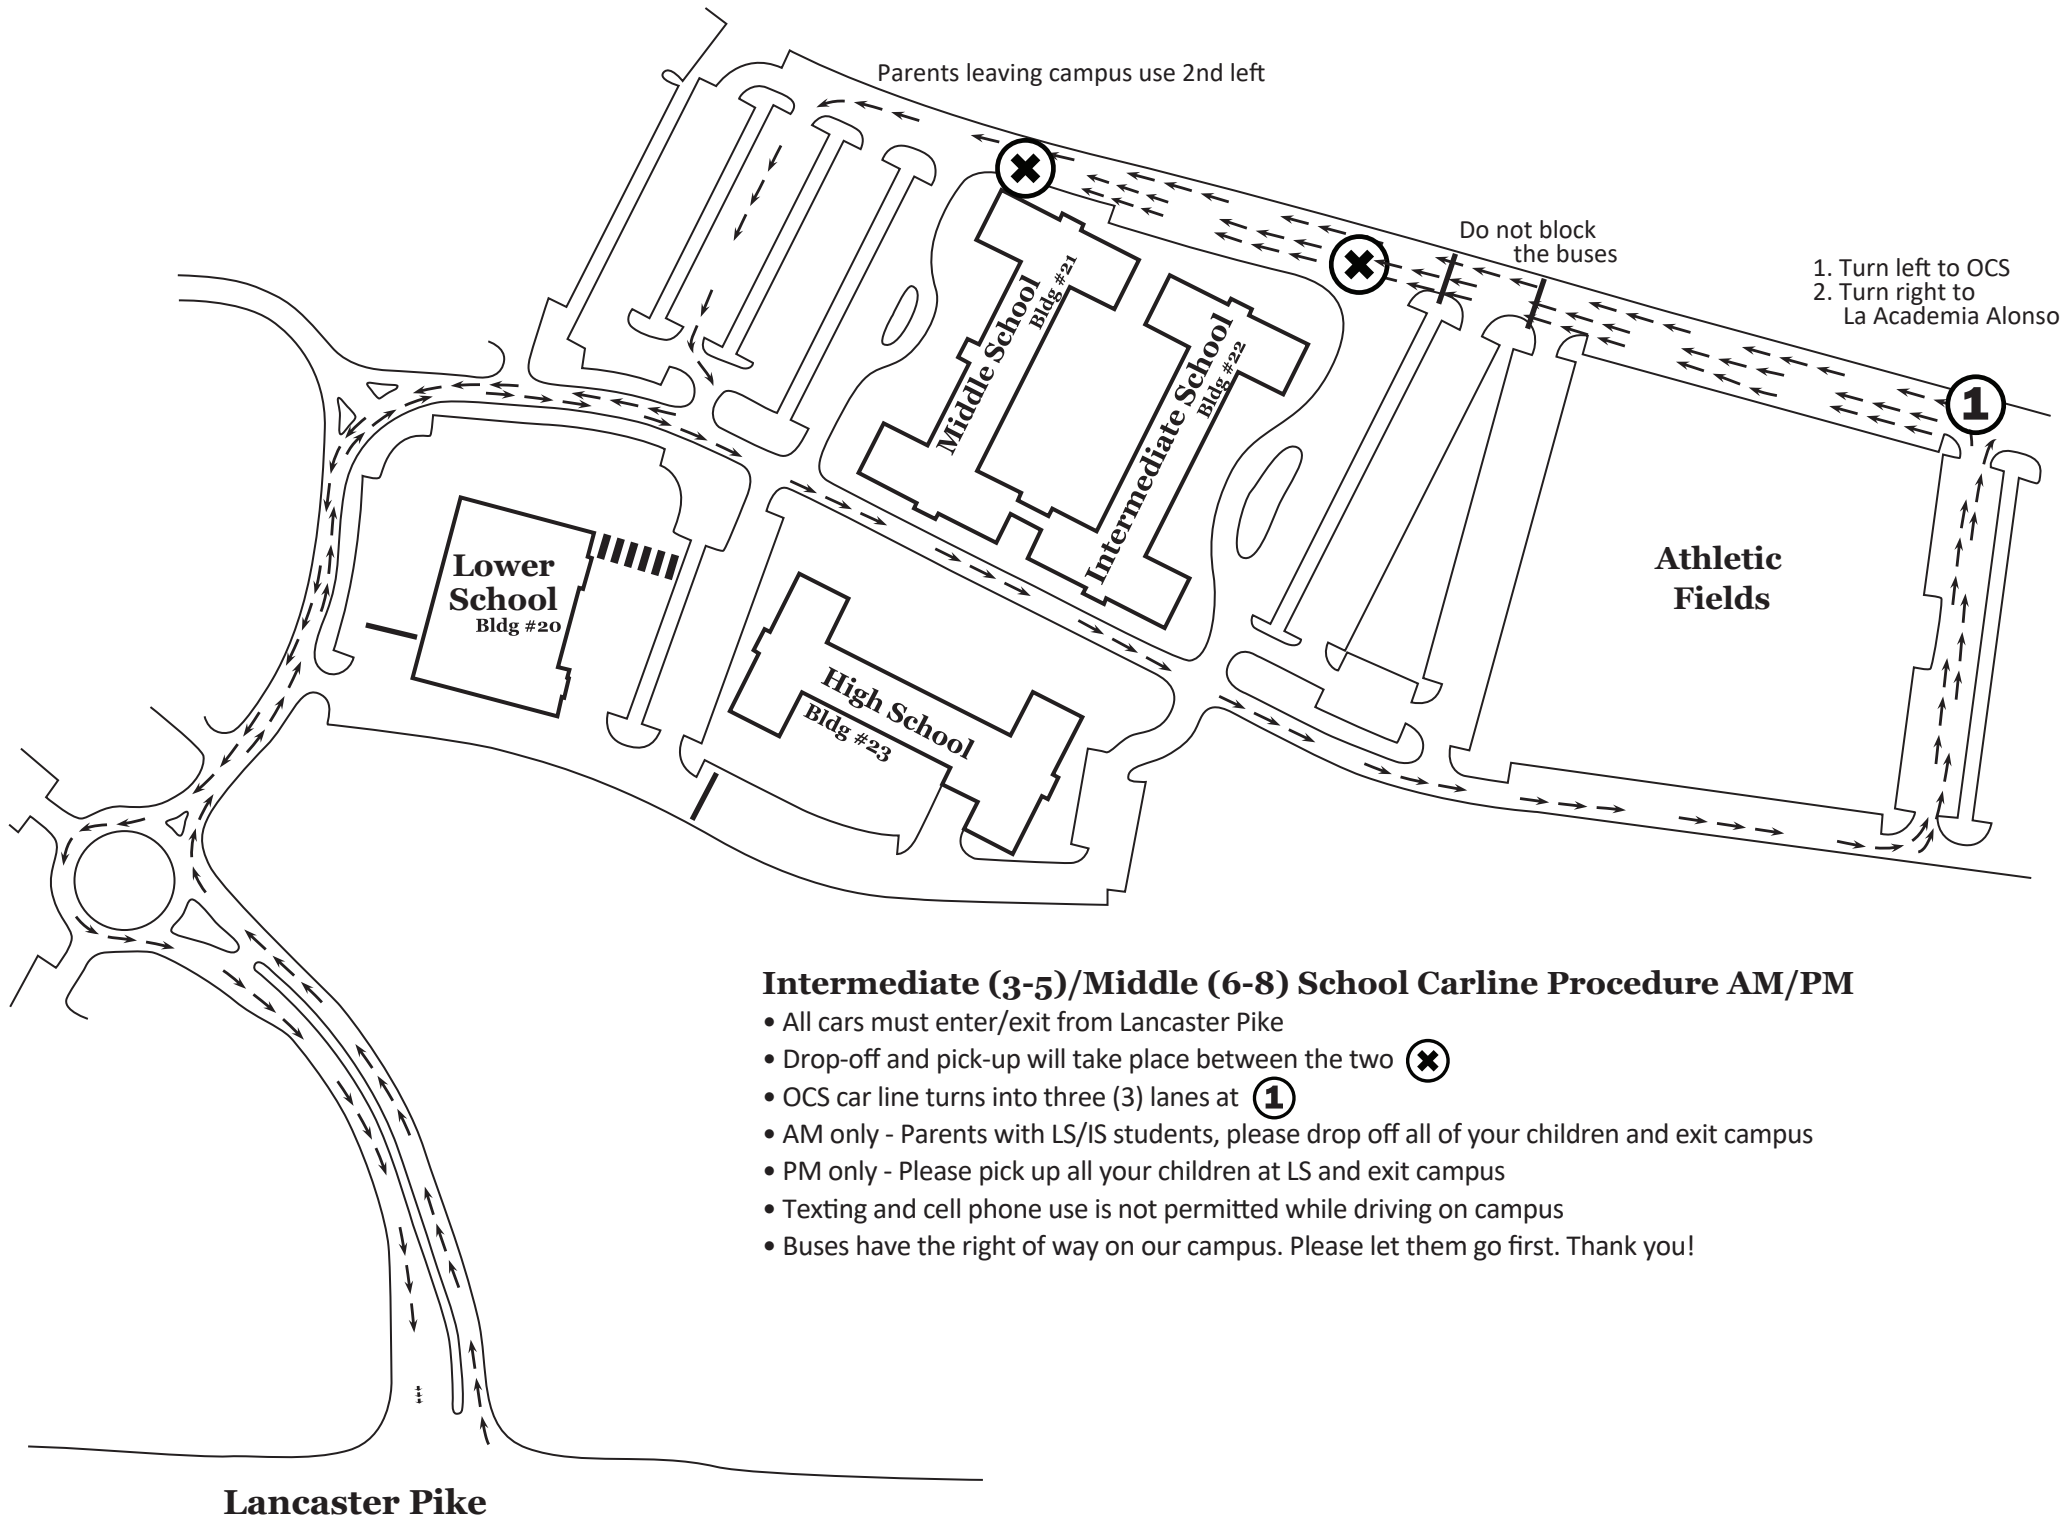 Parents leaving campus use 2nd left
Do not block
the buses
1. Turn left to OCS
2. Turn right to
La Academia Alonso
1
Middle School
Bldg #21
Intermediate School
Bldg #22
Athletic
Fields
Lower
School
Bldg #20
High School
Bldg #23
Intermediate (3-5)/Middle (6-8) School Carline Procedure AM/PM
• All cars must enter/exit from Lancaster Pike
• Drop-off and pick-up will take place between the two
• OCS car line turns into three (3) lanes at 1
• AM only - Parents with LS/IS students, please drop off all of your children and exit campus
• PM only - Please pick up all your children at LS and exit campus
• Texting and cell phone use is not permitted while driving on campus
• Buses have the right of way on our campus. Please let them go first. Thank you!
Lancaster Pike